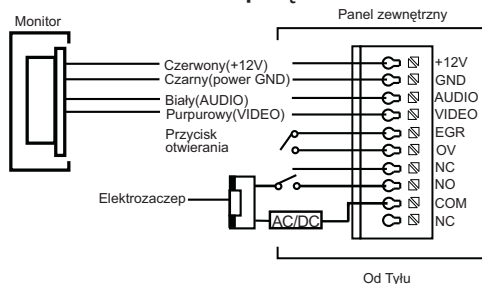 Monitor
Panel zewnętrzny
Czerwony(+12V)
Czarny(power GND)
Biały(AUDIO)
Purpurowy(VIDEO)
Przycisk
otwierania
Elektrozaczep
AC/DC
+12V
GND
AUDIO
VIDEO
EGR
OV
NC
NO
COM
NC
Od Tyłu